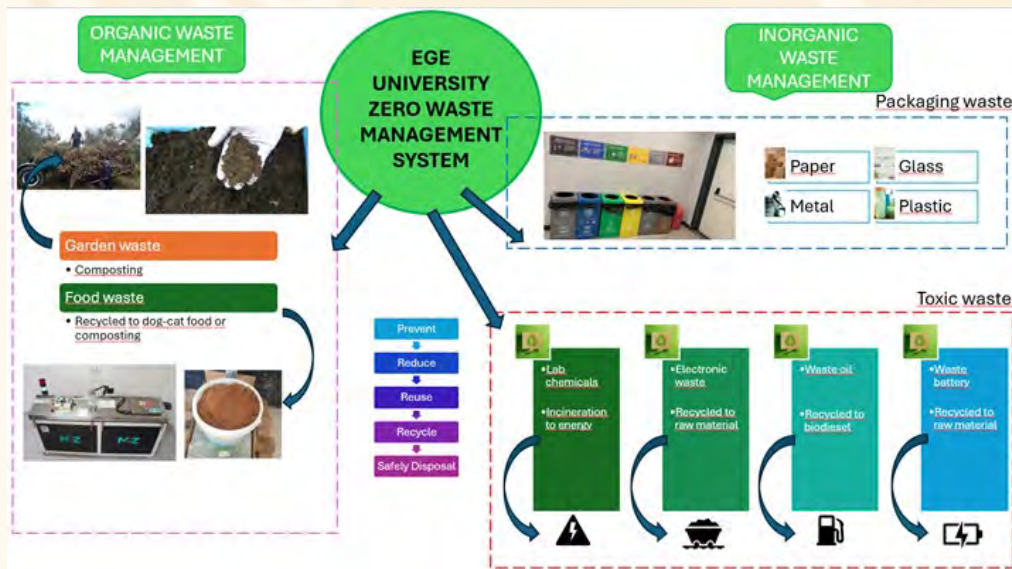 ORGANIC WASTE
MANAGEMENT
EGE
UNIVERSITY
ZERO WASTE
MANAGEMENT
SYSTEM
INORGANIC
WASTE
MANAGEMENT
Packaging waste
Paper
Glass
Metal
Plastic
Garden waste
• Composting
Food waste
• Recycled to dog-cat food or
composting
Prevent
Reduce
Reuse
Recycle
Safely Disposal
Toxic waste
•Lab
chemicals
•Incineration
to energy
•Electronic
waste
•Recycled to
raw material
•Waste oil
•Recycled to
biodiesel
•Waste
battery
•Recycled to
raw material